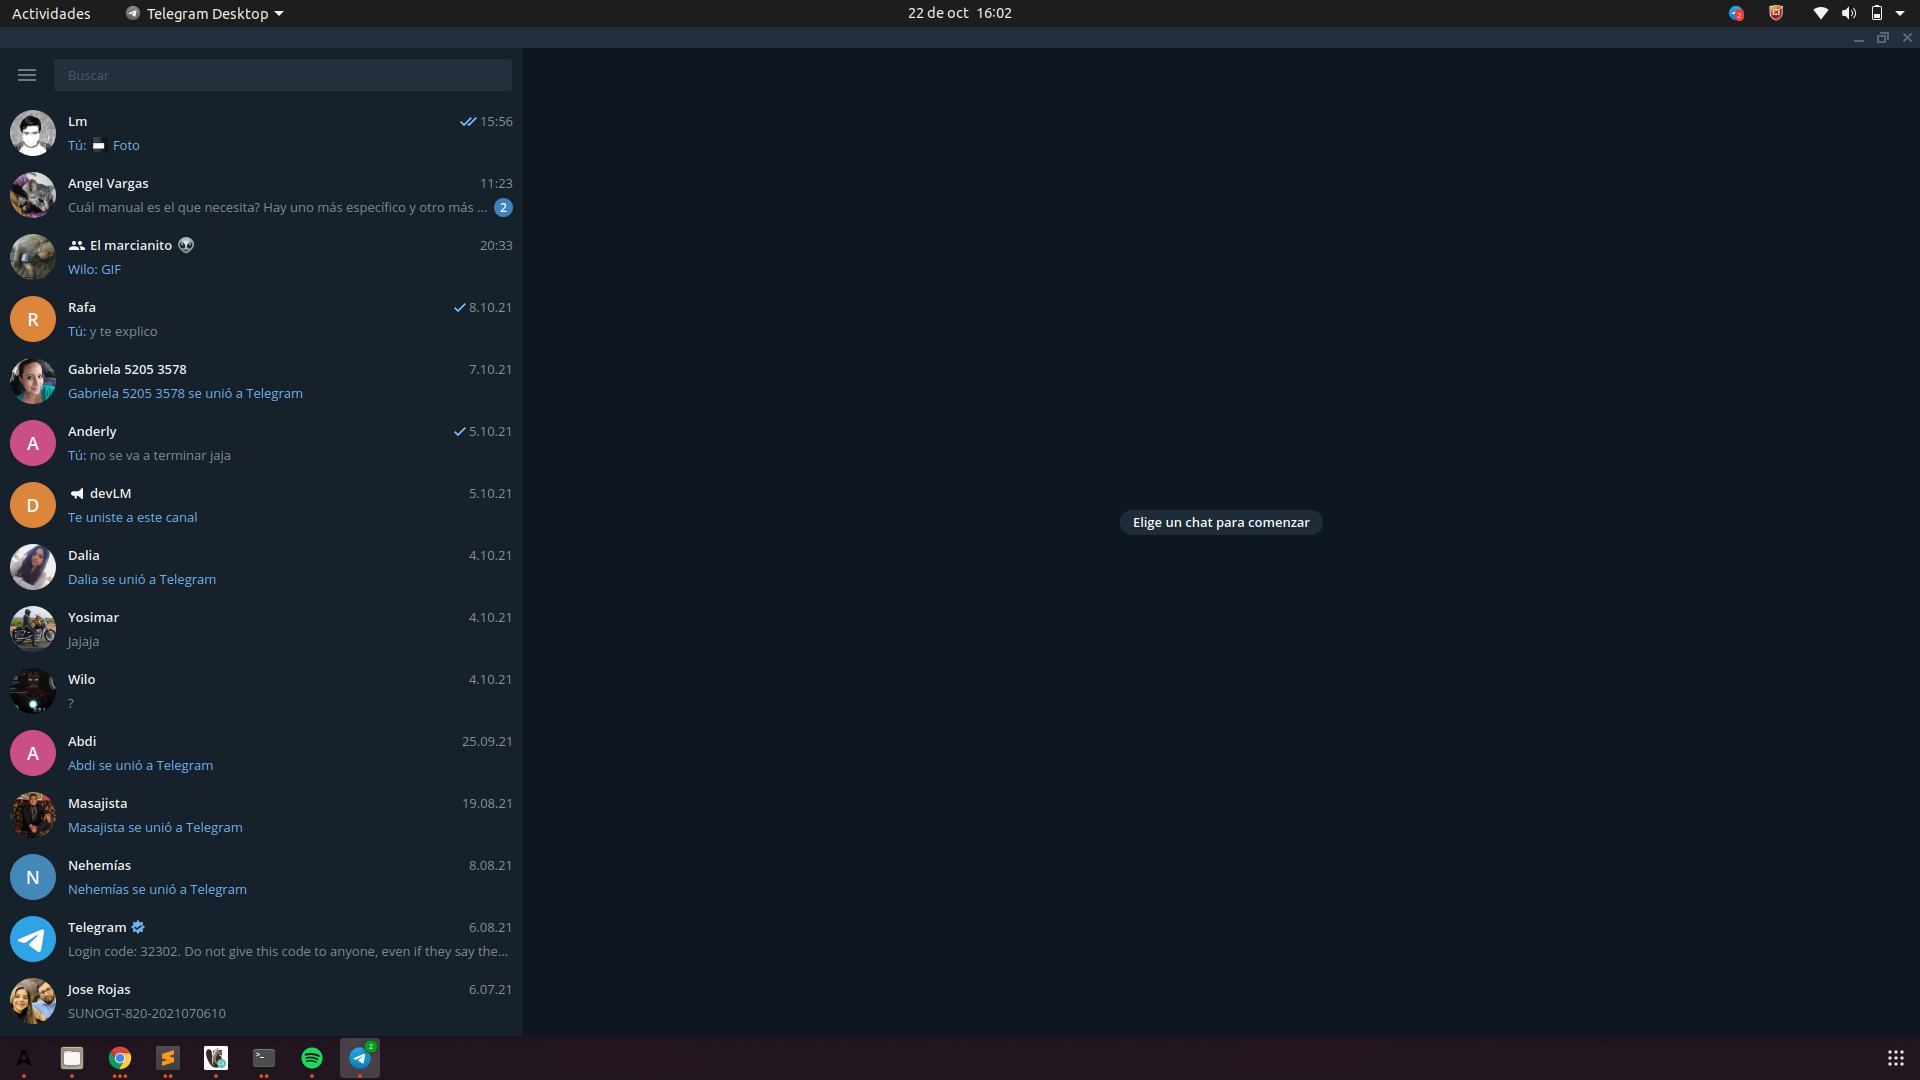 Actividades
Telegram Desktop
22 de oct 16:02
2
Buscar
Lm
15:56
Tú: Foto
Angel Vargas
11:23
Cuál manual es el que necesita? Hay uno más específico y otro más ...
2
El marcianito
20:33
Wilo: GIF
R
Rafa
8.10.21
Tú: y te explico
Gabriela 5205 3578
7.10.21
Gabriela 5205 3578 se unió a Telegram
A
Anderly
5.10.21
Tú: no se va a terminar jaja
D
devLM
5.10.21
Te uniste a este canal
Elige un chat para comenzar
Dalia
4.10.21
Dalia se unió a Telegram
Yosimar
4.10.21
Jajaja
Wilo
4.10.21
?
A
Abdi
25.09.21
Abdi se unió a Telegram
Masajista
19.08.21
Masajista se unió a Telegram
N
Nehemías
8.08.21
Nehemías se unió a Telegram
Telegram
6.08.21
Login code: 32302. Do not give this code to anyone, even if they say the...
Jose Rojas
6.07.21
SUNOGT-820-2021070610
2